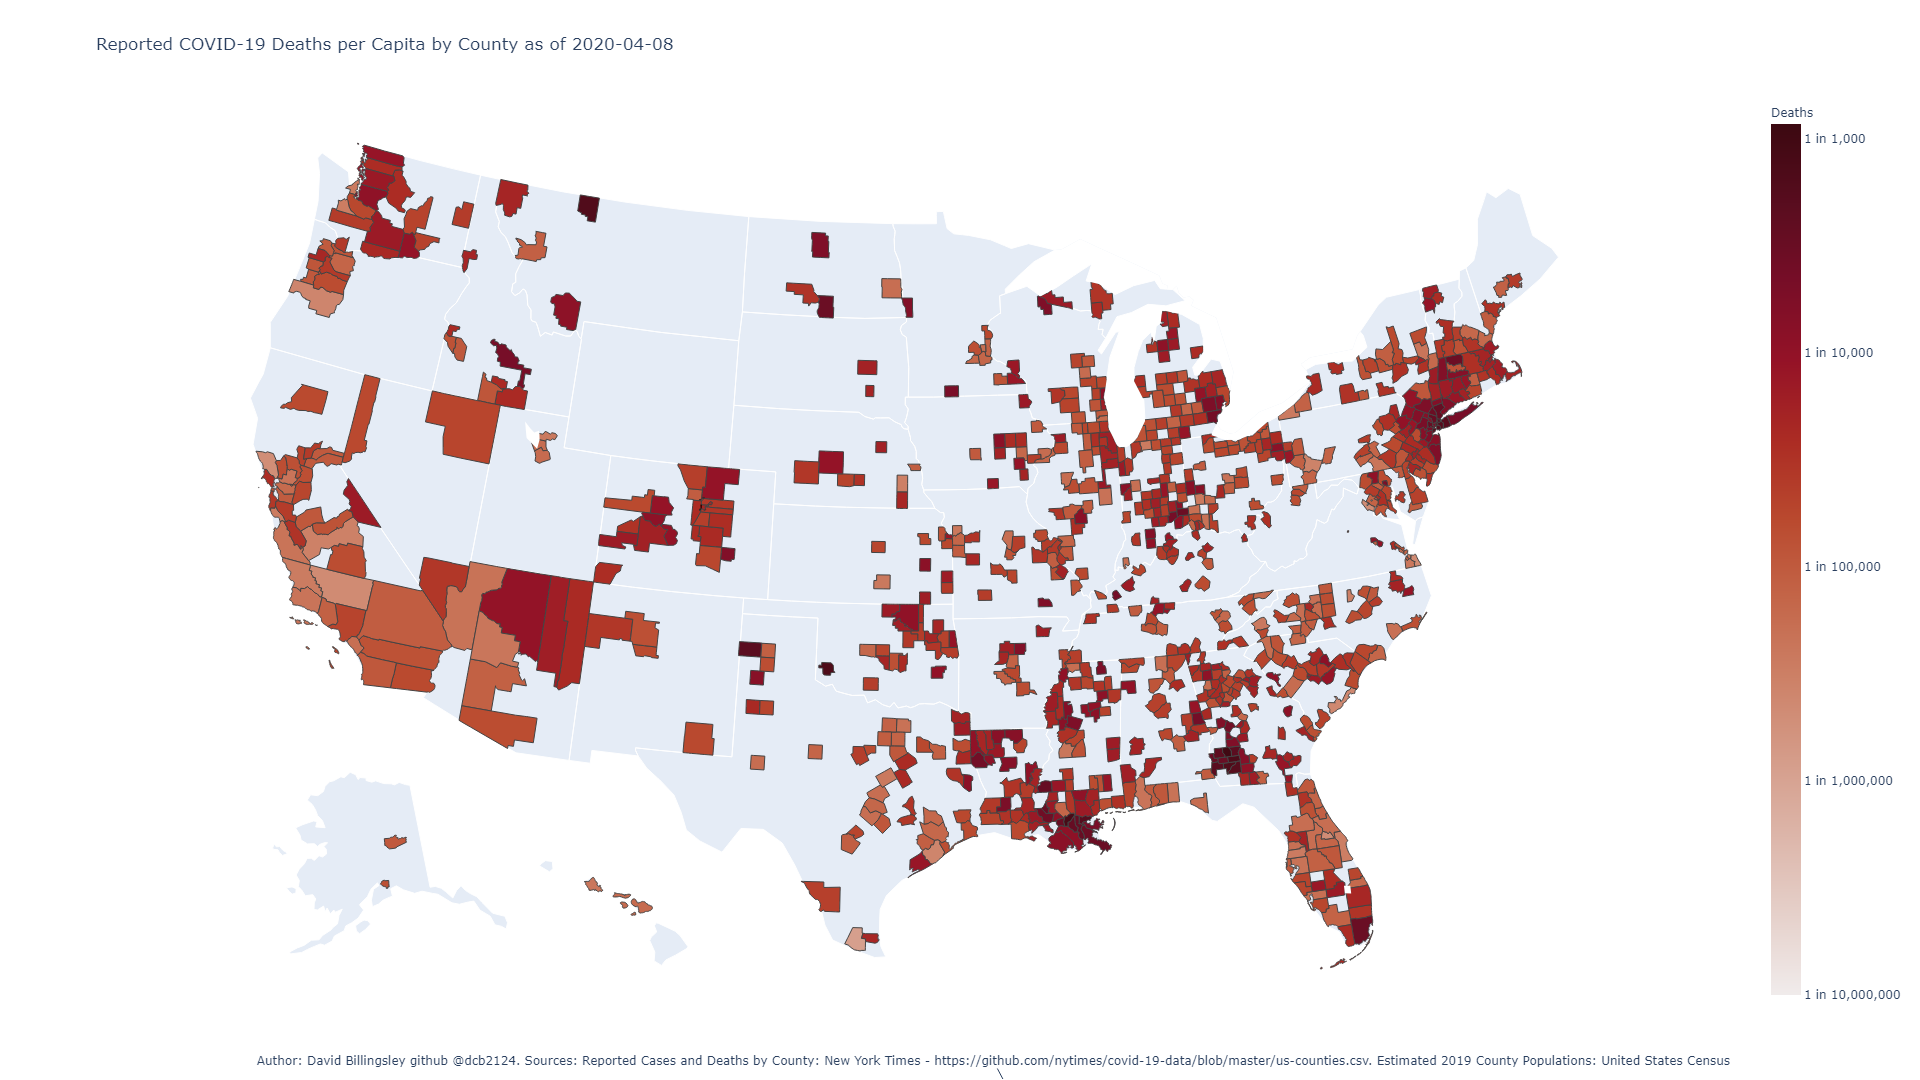 Reported COVID-19 Deaths per Capita by County as of 2020-04-08
Deaths
1 in 1,000
1 in 10,000
1 in 100,000
1 in 1,000,000
1 in 10,000,000
Author: David Billingsley github @dcb2124. Sources: Reported Cases and Deaths by County: New York Times - https://github.com/nytimes/covid-19-data/blob/master/us-counties.csv. Estimated 2019 County Populations: United States Census